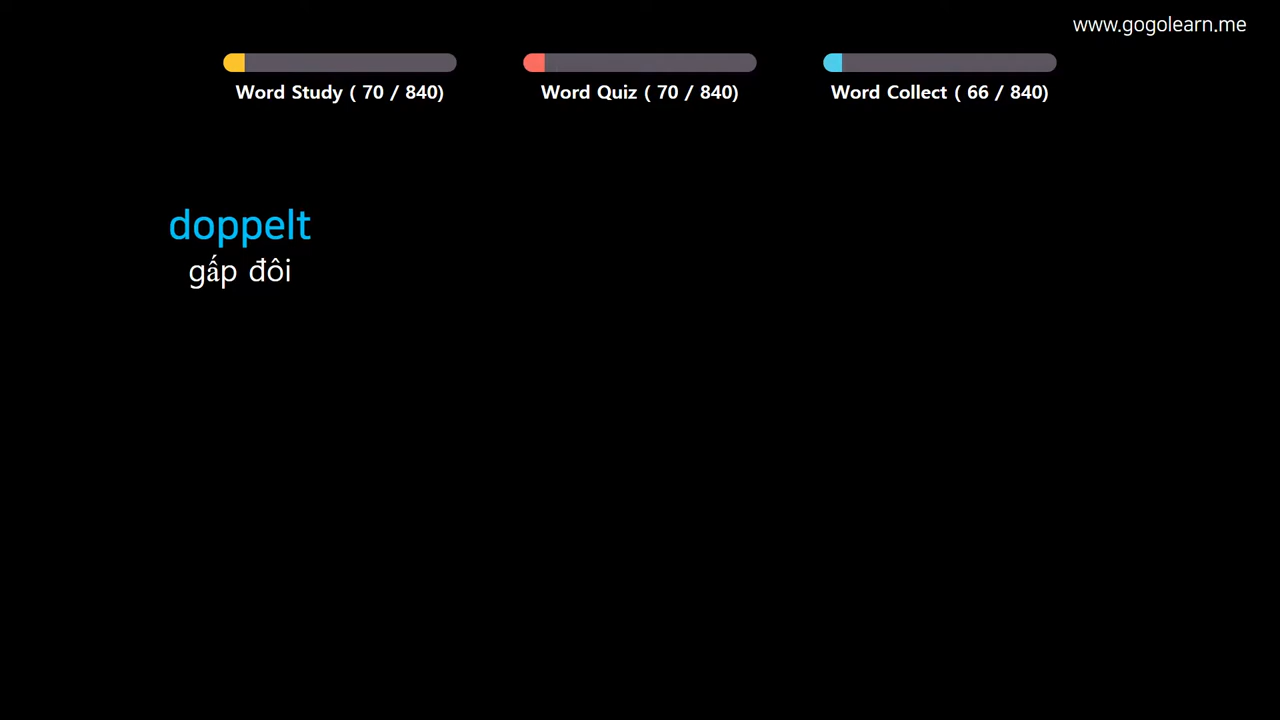 www.gogolearn.me
Word Study ( 70 / 840)
Word Quiz ( 70 / 840)
Word Collect ( 66 / 840)
doppelt
gấp đôi